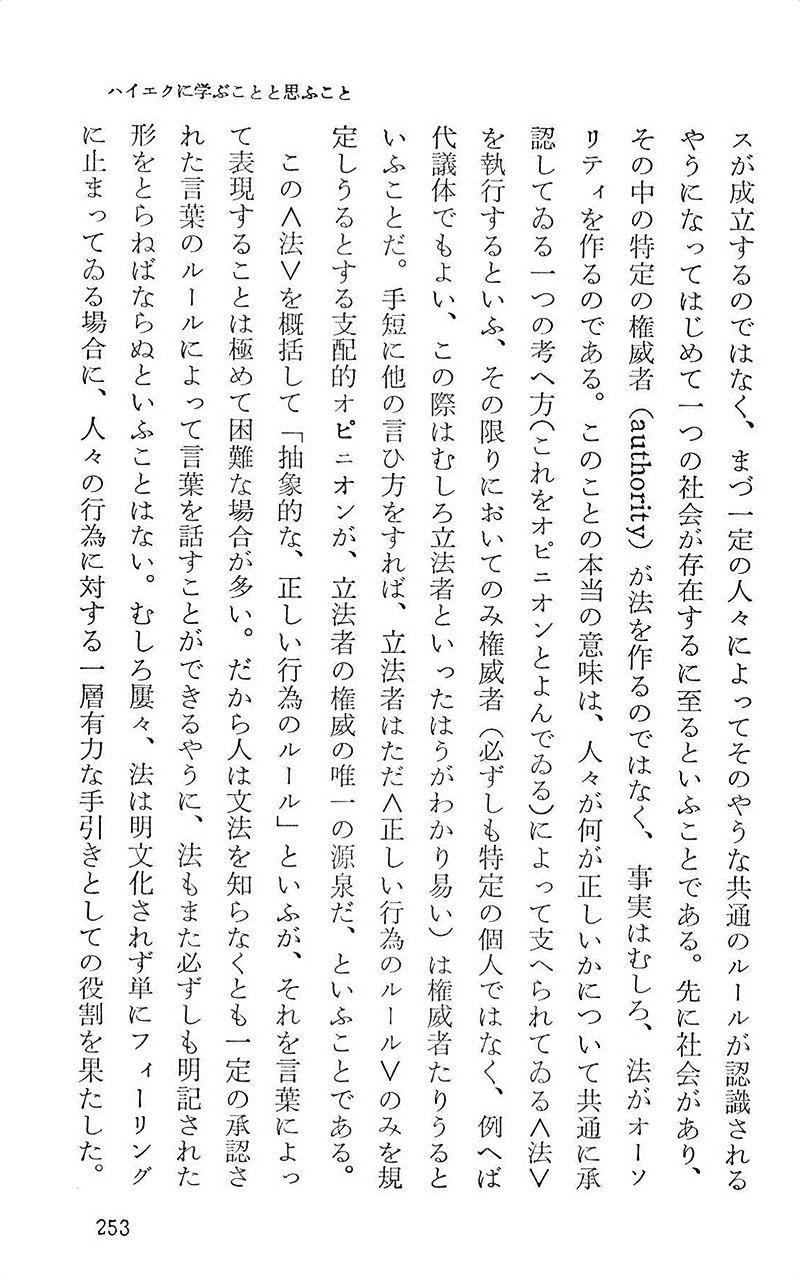 ハイエクに学ぶことと思ふこと
スが成立するのではなく、まづ一定の人々によってそのやうな共通のルールが認識される
やうになってはじめて一つの社会が存在するに至るといふことである。先に社会があり、
その中の特定の権威者（authority）が法を作るのではなく、事実はむしろ、法がオーソ
リティを作るのである。このことの本当の意味は、人々が何が正しいかについて共通に承
認してゐる一つの考へ方（これをオピニオンとよんでゐる）によって支へられてゐる＜法＞
を執行するといふ、その限りにおいてのみ権威者（必ずしも特定の個人ではなく、例へば
代議体でもよい、この際はむしろ立法者といったはうがわかり易い）は権威者たりうると
いふことだ。手短に他の言ひ方をすれば、立法者はただ＜正しい行為のルール＞のみを規
定しうるとする支配的オピニオンが、立法者の権威の唯一の源泉だ、といふことである。
この＜法＞を概括して「抽象的な、正しい行為のルール」といふが、それを言葉によっ
て表現することは極めて困難な場合が多い。だから人は文法を知らなくとも一定の承認さ
れた言葉のルールによって言葉を話すことができるやうに、法もまた必ずしも明記された
形をとらねばならぬといふことはない。むしろ屢々、法は明文化されず単にフィーリング
に止まってゐる場合に、人々の行為に対する一層有力な手引きとしての役割を果たした。
253